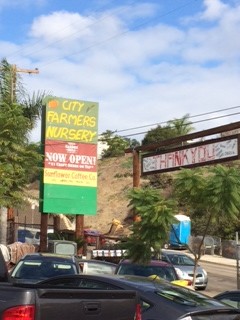 CITY
FARMERS
NURSERY
NOW OPEN!
Sunflower Coffee Co
THANK YOU